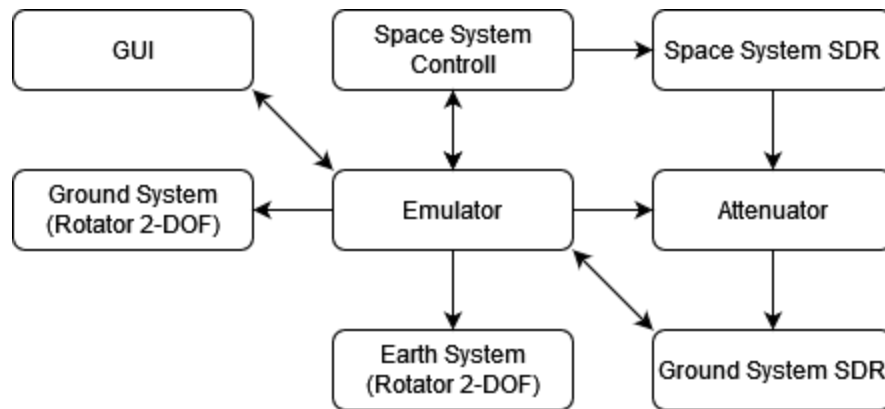 GUI
Space System
Controll
Space System SDR
Ground System
(Rotator 2-DOF)
Emulator
Attenuator
Earth System
(Rotator 2-DOF)
Ground System SDR